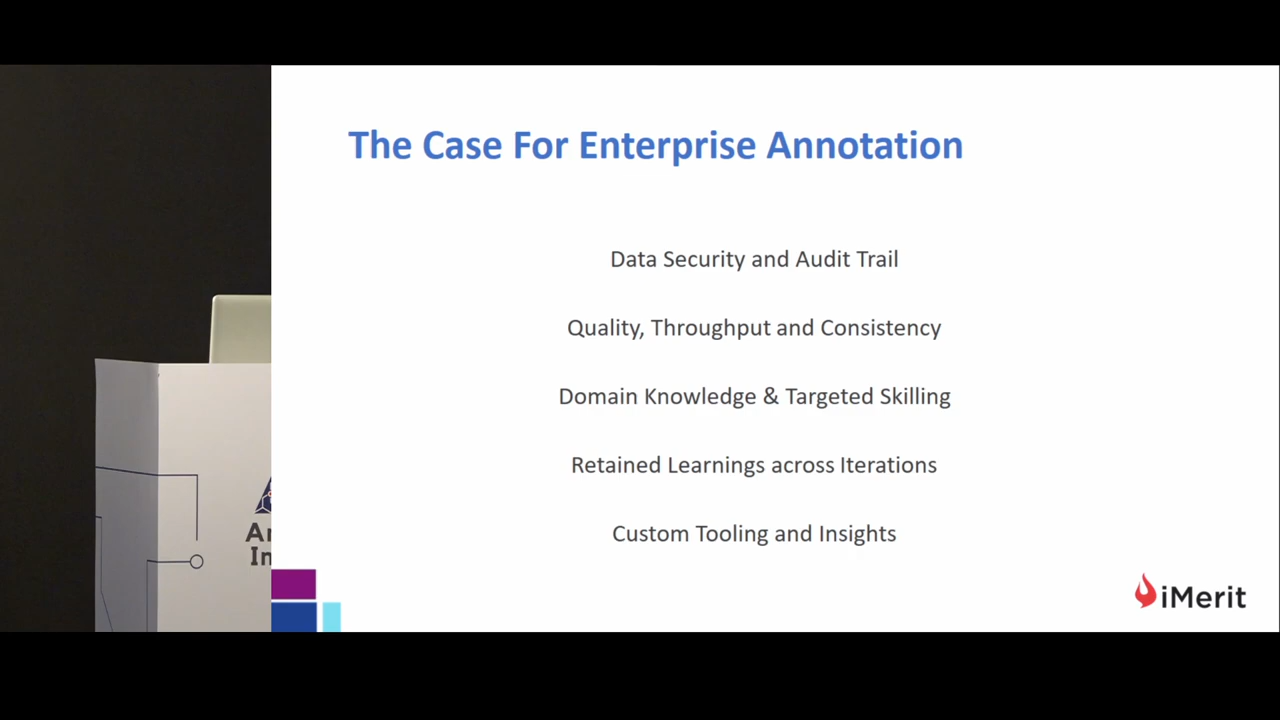 The Case For Enterprise Annotation
Data Security and Audit Trail
Quality, Throughput and Consistency
Domain Knowledge & Targeted Skilling
Retained Learnings across Iterations
Custom Tooling and Insights
iMerit